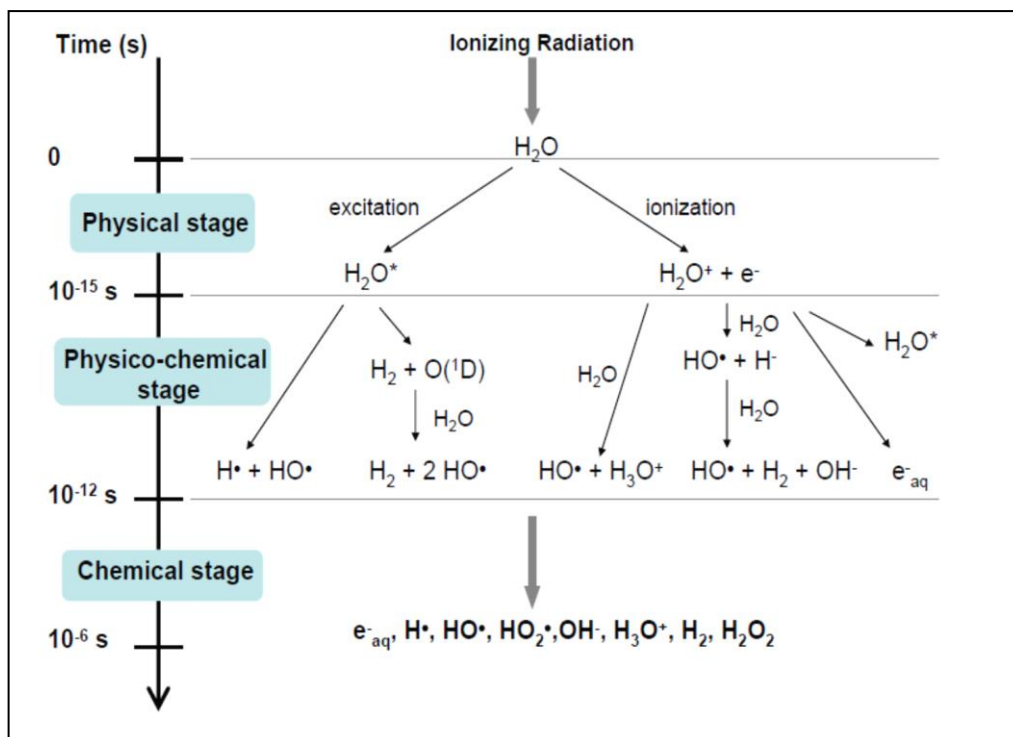 Time (s)
Ionizing Radiation
0
H₂O
excitation
ionization
Physical stage
H₂O*
H₂O⁺ + e⁻
10⁻¹⁵ s
H₂O
H₂O*
Physico-chemical
stage
H₂ + O(¹D)
H₂O
HO• + H⁻
H₂O
H₂O
H• + HO•
H₂ + 2 HO•
HO• + H₃O⁺
HO• + H₂ + OH⁻
e⁻aq
10⁻¹² s
Chemical stage
e⁻aq, H•, HO•, HO₂•,OH⁻, H₃O⁺, H₂, H₂O₂
10⁻⁶ s